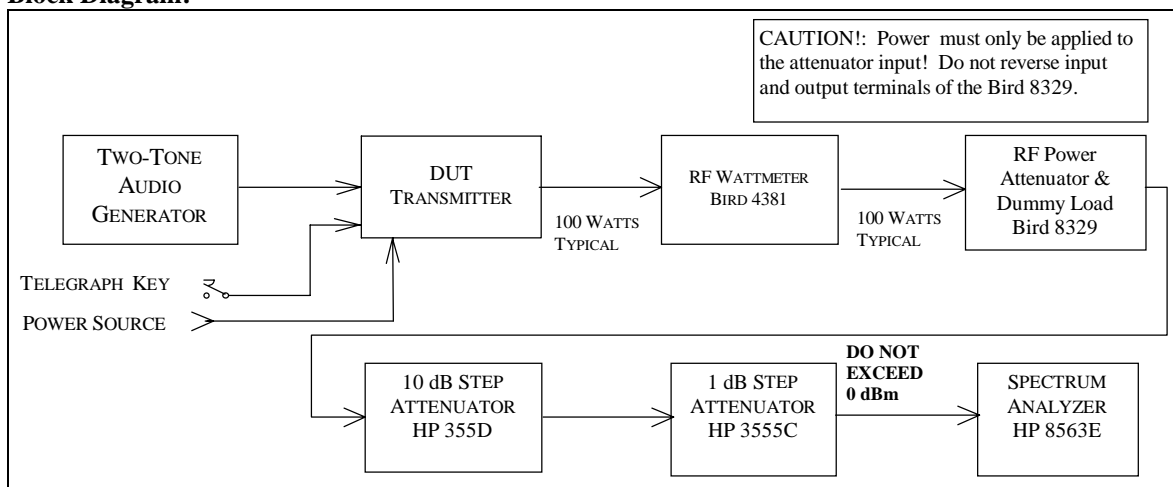 Block Diagram:
CAUTION!: Power must only be applied to
the attenuator input! Do not reverse input
and output terminals of the Bird 8329.
TWO-TONE
AUDIO
GENERATOR
DUT
TRANSMITTER
100 WATTS
TYPICAL
RF WATTMETER
BIRD 4381
100 WATTS
TYPICAL
RF Power
Attenuator &
Dummy Load
Bird 8329
TELEGRAPH KEY
POWER SOURCE
10 dB STEP
ATTENUATOR
HP 355D
1 dB STEP
ATTENUATOR
HP 3555C
DO NOT
EXCEED
0 dBm
SPECTRUM
ANALYZER
HP 8563E